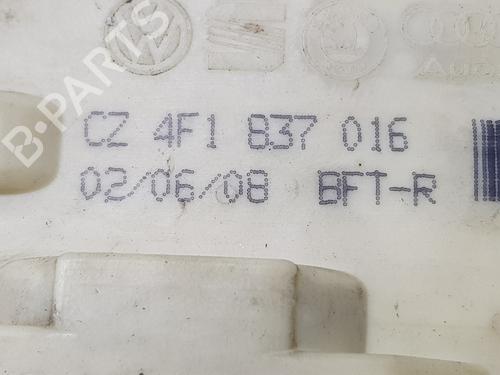 Audi
CZ 4F1 837 016
02/06/08 BFT-R
B-PARTS